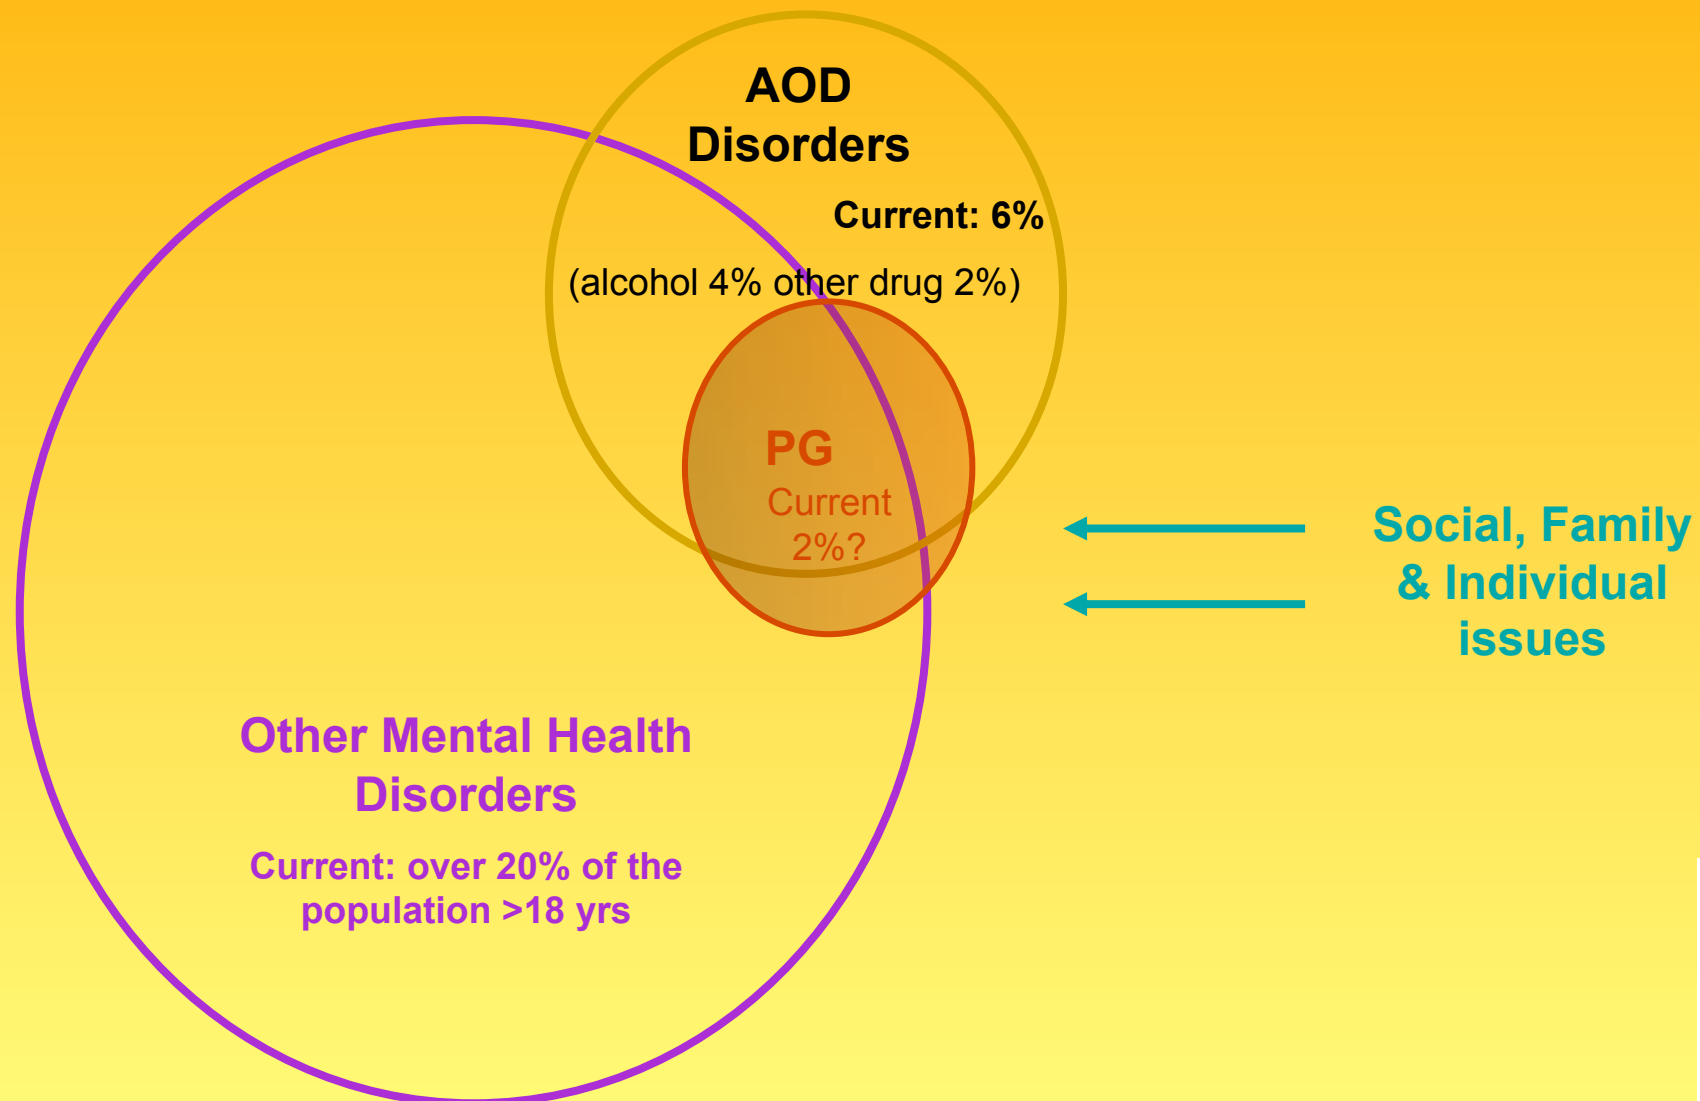 AOD
Disorders
Current: 6%
(alcohol 4% other drug 2%)
PG
Current
2%?
Social, Family
& Individual
issues
Other Mental Health
Disorders
Current: over 20% of the
population >18 yrs